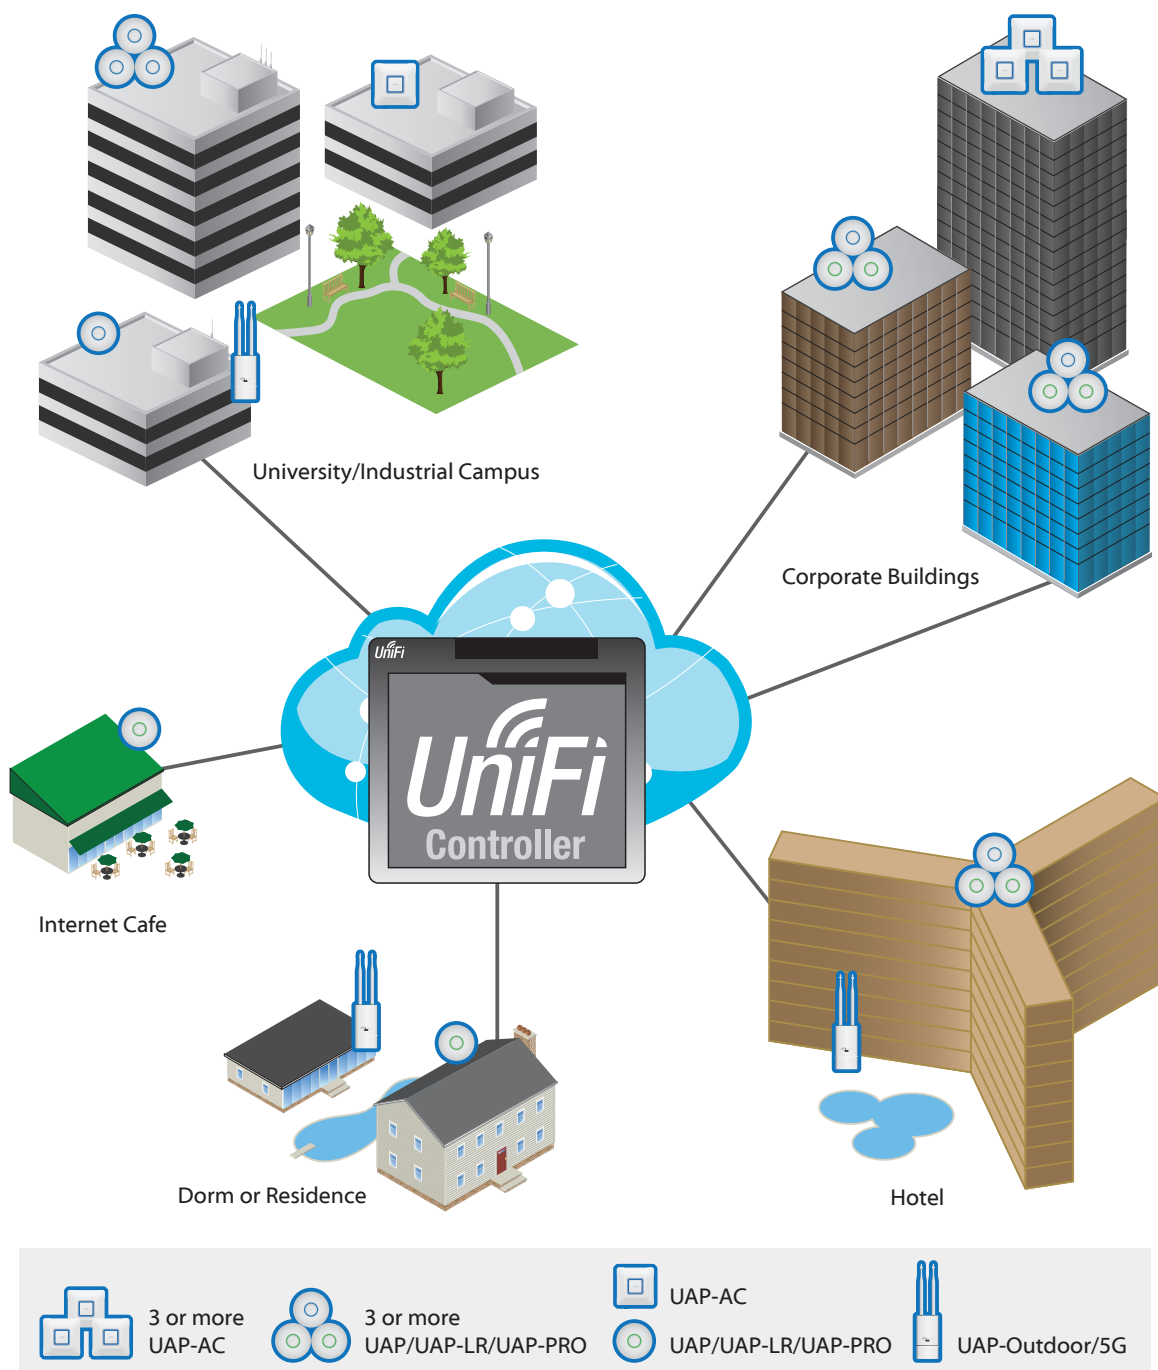 University/Industrial Campus
Corporate Buildings
UniFi
UniFi
Controller
Internet Cafe
Dorm or Residence
Hotel
3 or more
UAP-AC
3 or more
UAP/UAP-LR/UAP-PRO
UAP-AC
UAP/UAP-LR/UAP-PRO
UAP-Outdoor/5G